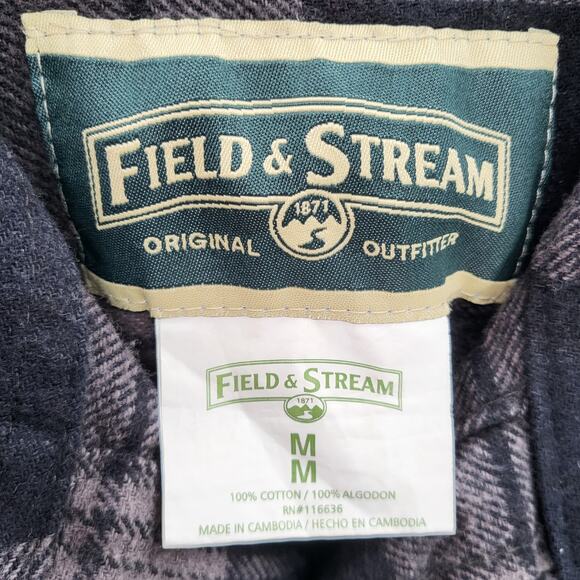 FIELD & STREAM
1871
ORIGINAL OUTFITTER
FIELD & STREAM
1871
M
M
100% COTTON / 100% ALGODON
RN#116636
MADE IN CAMBODIA / HECHO EN CAMBODIA